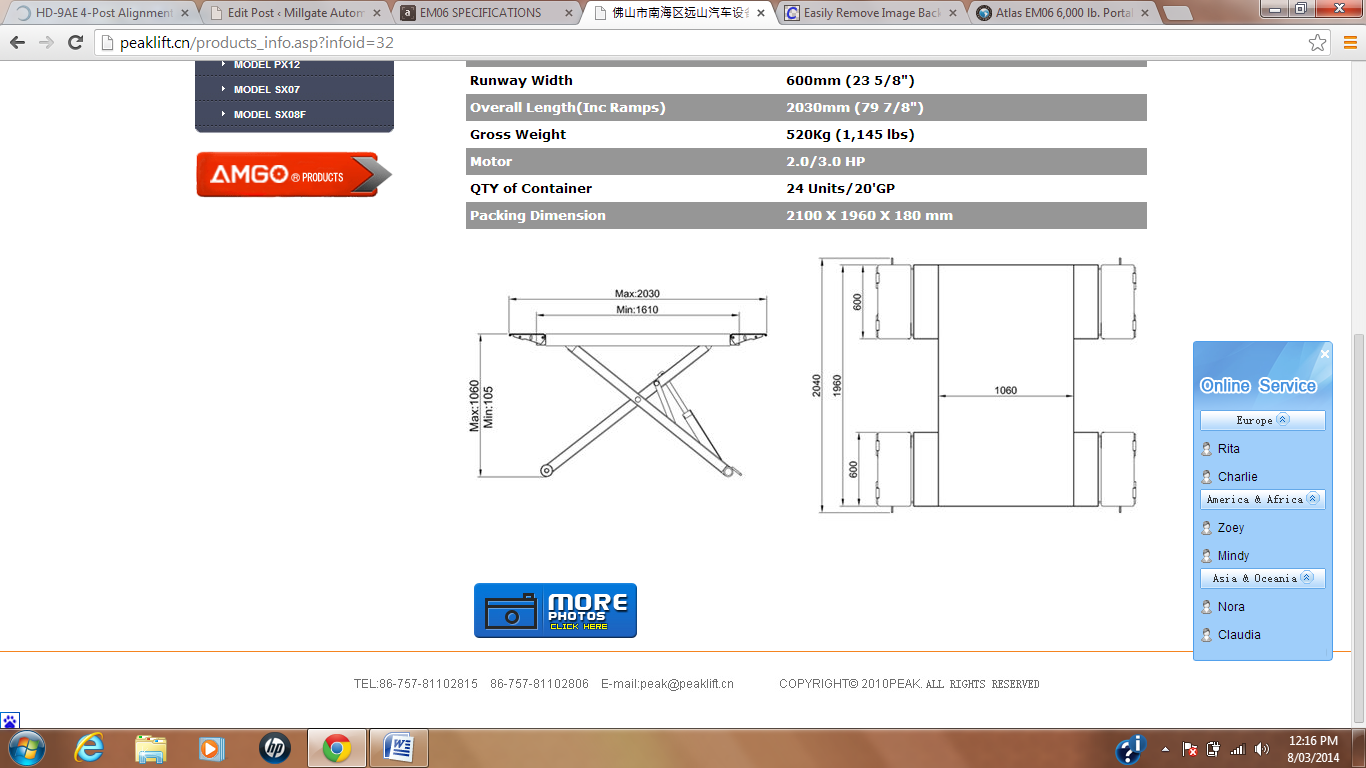 HD-9AE 4-Post Alignment
Edit Post ‹ Millgate Autom
EM06 SPECIFICATIONS
佛山市南海区远山汽车设备
Easily Remove Image Back
Atlas EM06 6,000 lb. Porta
peaklift.cn/products_info.asp?infoid=32
MODEL PX12
MODEL SX07
MODEL SX08F
AMGO ® PRODUCTS
Runway Width 600mm (23 5/8")
Overall Length(Inc Ramps) 2030mm (79 7/8")
Gross Weight 520Kg (1,145 lbs)
Motor 2.0/3.0 HP
QTY of Container 24 Units/20'GP
Packing Dimension 2100 X 1960 X 180 mm
Max:2030
Min:1610
Max:1060
Min:105
2040
1960
600
1060
600
Online Service
Europe
Rita
Charlie
America & Africa
Zoey
Mindy
Asia & Oceania
Nora
Claudia
MORE
PHOTOS
CLICK HERE
TEL:86-757-81102815 86-757-81102806 E-mail:peak@peaklift.cn COPYRIGHT© 2010PEAK. ALL RIGHTS RESERVED
hp
12:16 PM
8/03/2014